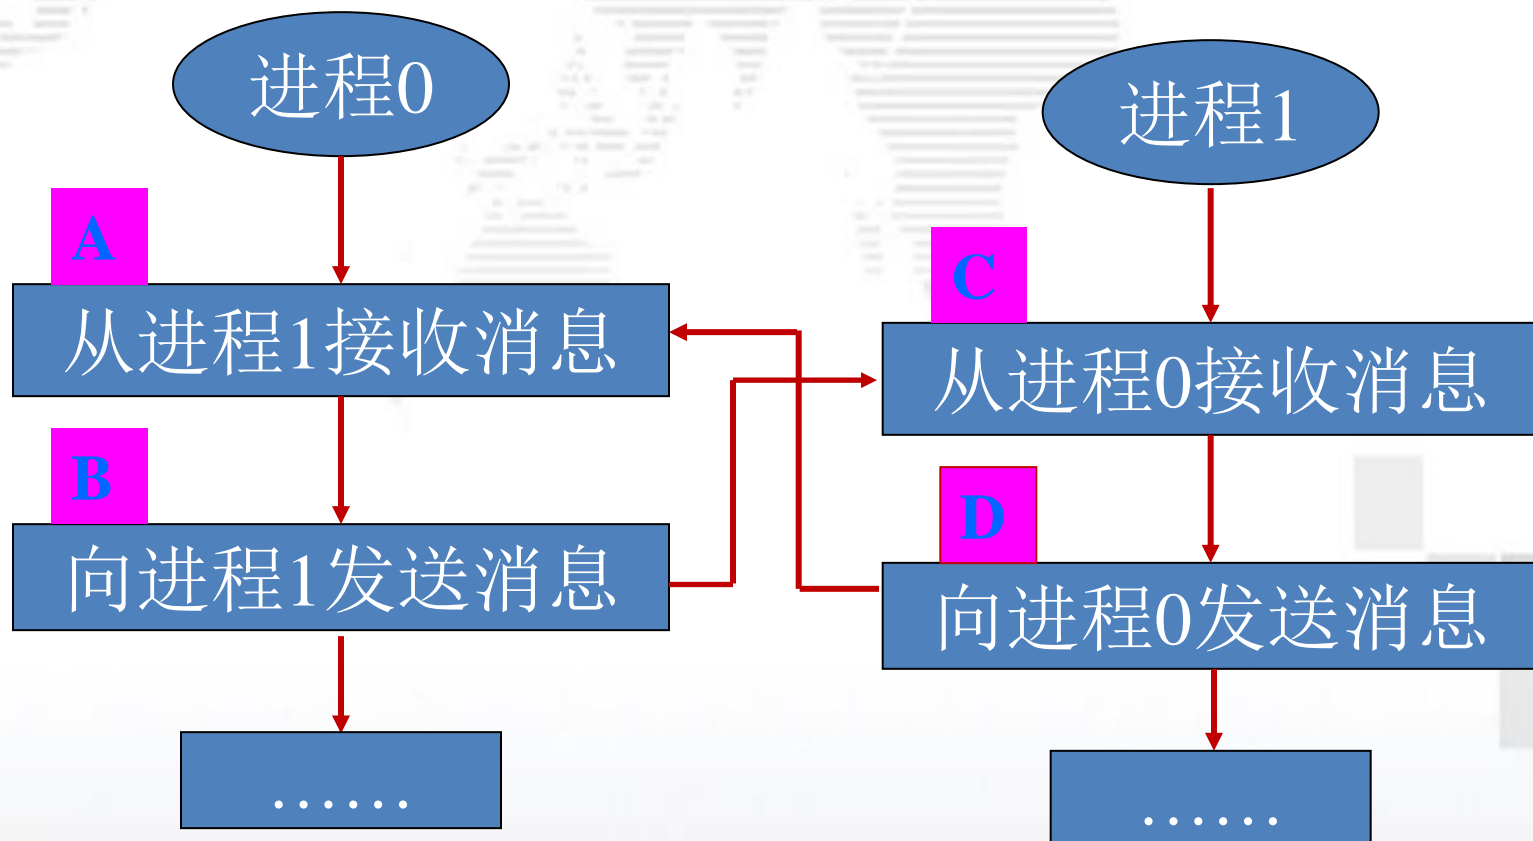 进程0
A
从进程1接收消息
B
向进程1发送消息
......
进程1
C
从进程0接收消息
D
向进程0发送消息
......